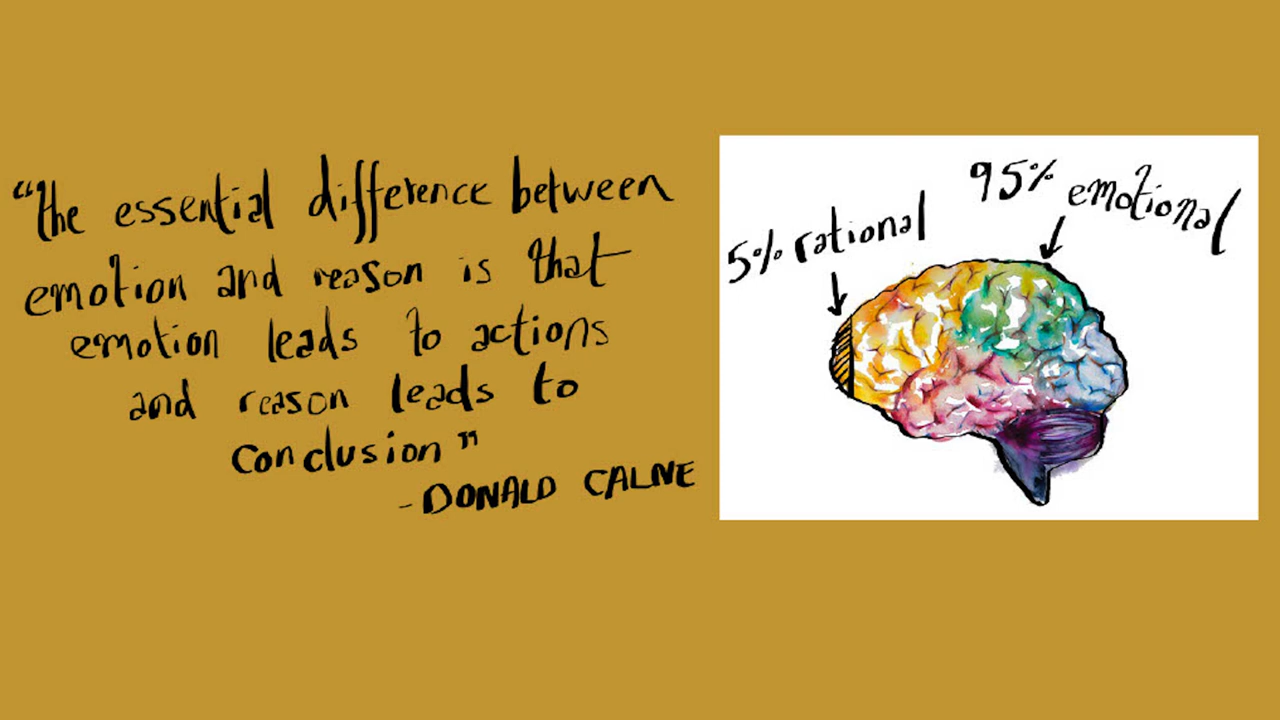 “The essential difference between
emotion and reason is that
emotion leads to actions
and reason leads to
conclusion”
- DONALD CALNE
5% rational
95% emotional